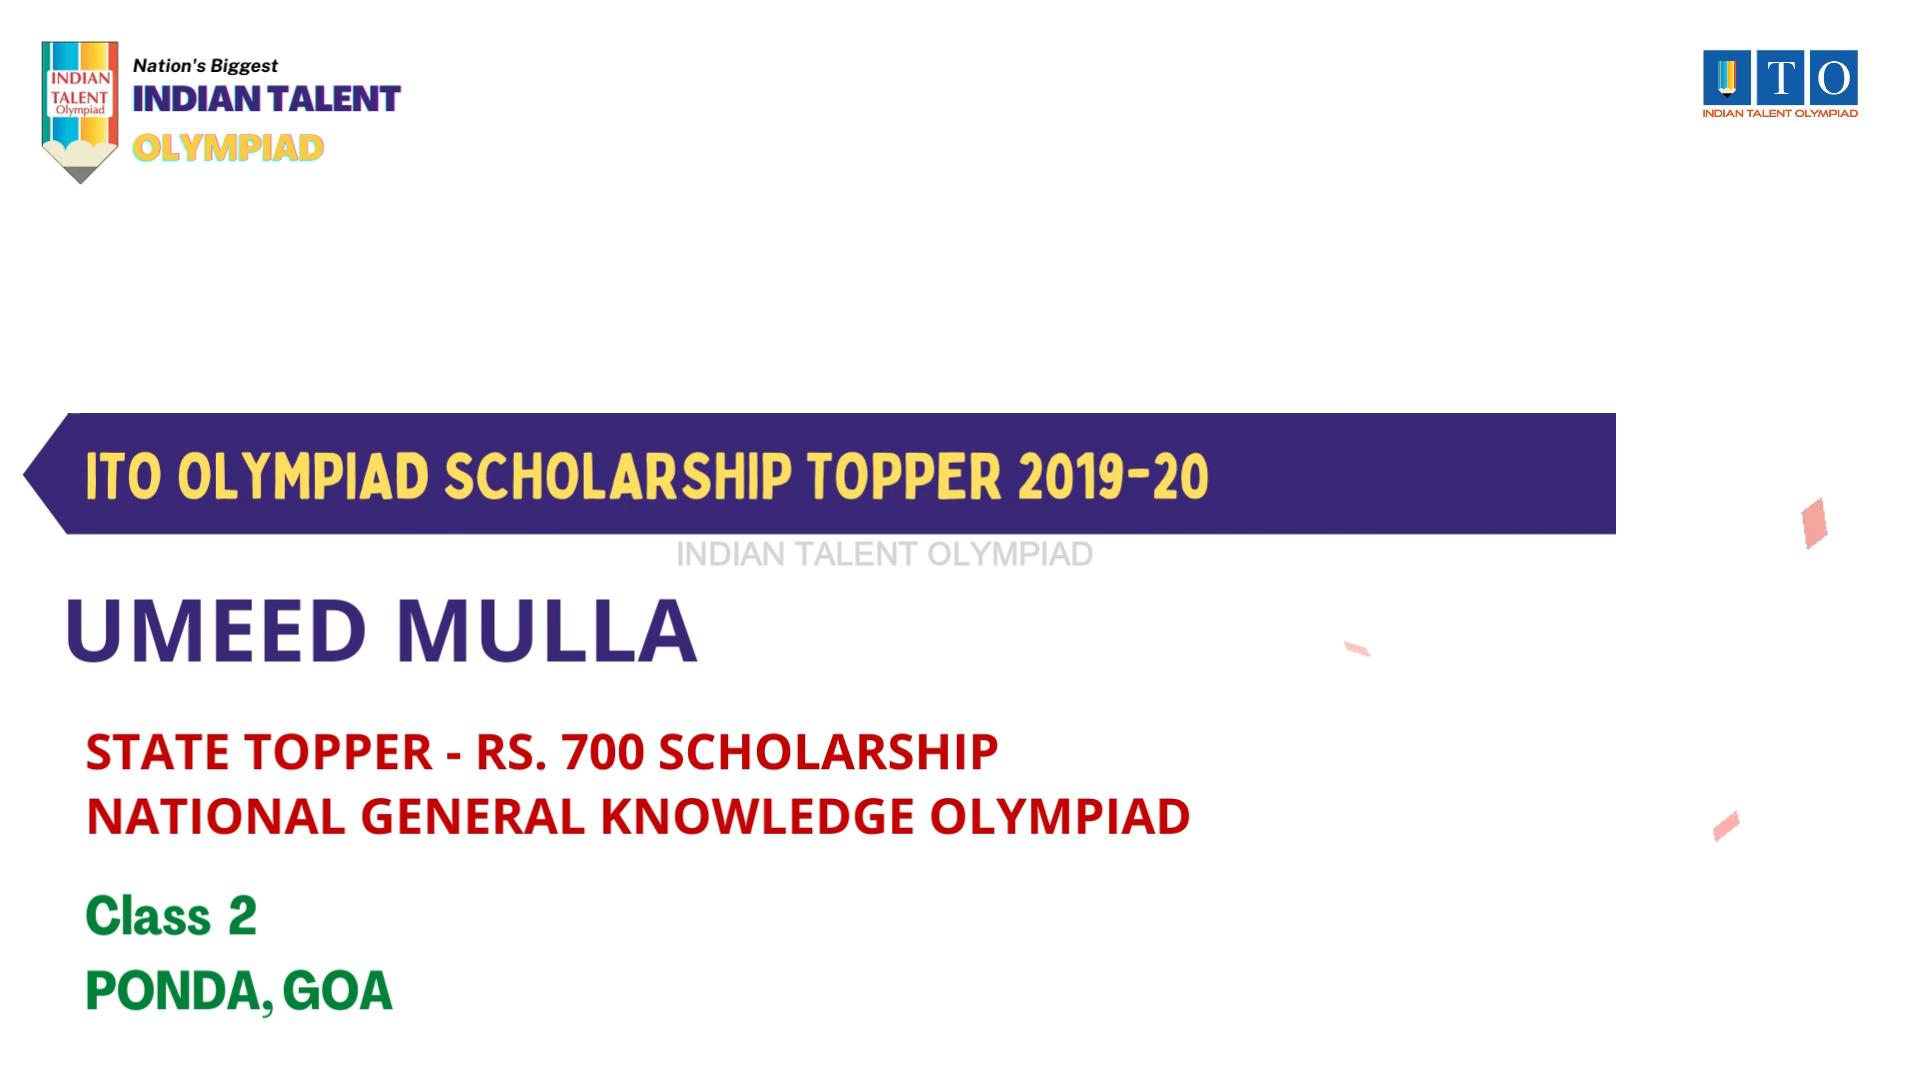 INDIAN
TALENT
Olympiad
Nation's Biggest
INDIAN TALENT
OLYMPIAD
T O
INDIAN TALENT OLYMPIAD
ITO OLYMPIAD SCHOLARSHIP TOPPER 2019-20
INDIAN TALENT OLYMPIAD
UMEED MULLA
STATE TOPPER - RS. 700 SCHOLARSHIP
NATIONAL GENERAL KNOWLEDGE OLYMPIAD
Class 2
PONDA, GOA